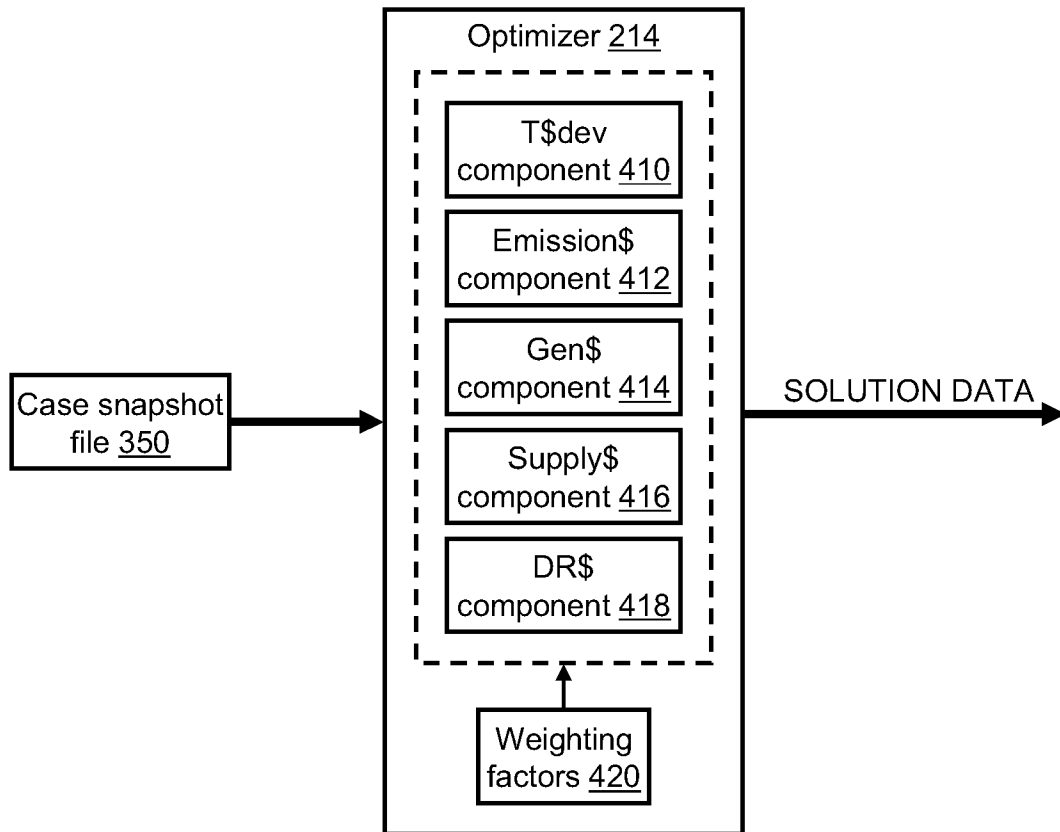 Optimizer 214
T$dev
component 410
Emission$
component 412
Gen$
component 414
Supply$
component 416
DR$
component 418
Weighting
factors 420
Case snapshot
file 350
SOLUTION DATA